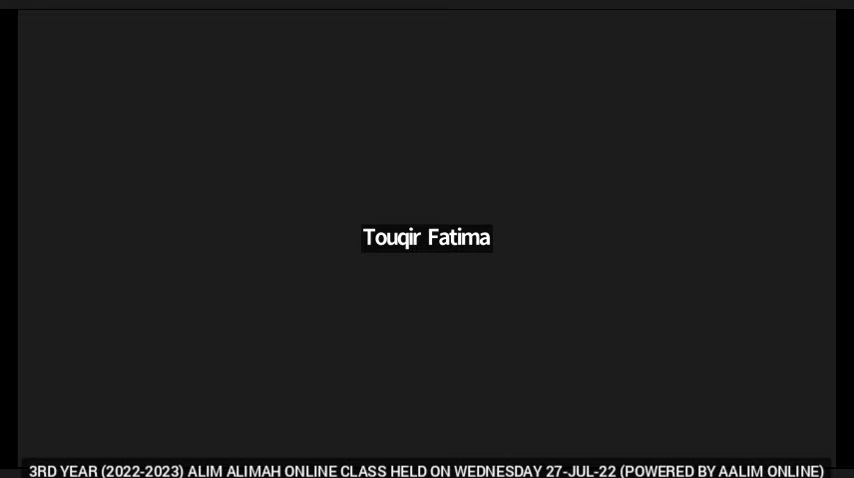 Touqir Fatima
3RD YEAR (2022-2023) ALIM ALIMAH ONLINE CLASS HELD ON WEDNESDAY 27-JUL-22 (POWERED BY AALIM ONLINE)